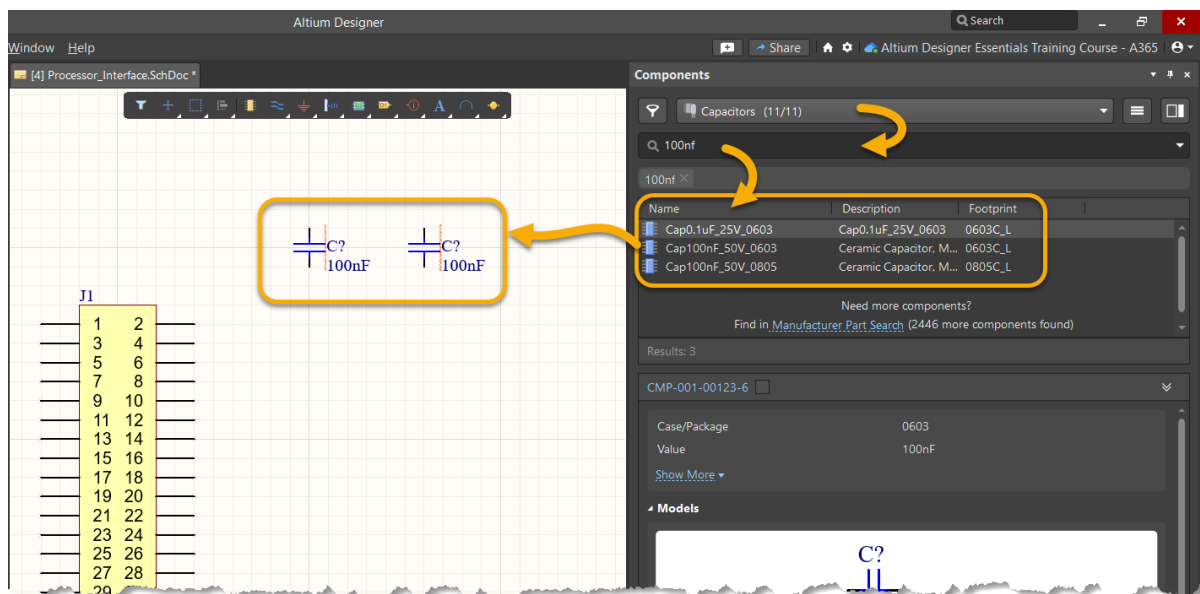 Altium Designer
Search
Window Help
Share
Altium Designer Essentials Training Course - A365
[4] Processor_Interface.SchDoc *
Components
Capacitors (11/11)
100nf
100nf
Name Description Footprint
Cap0.1uF_25V_0603 Cap0.1uF_25V_0603 0603C_L
Cap100nF_50V_0603 Ceramic Capacitor, M... 0603C_L
Cap100nF_50V_0805 Ceramic Capacitor, M... 0805C_L
Need more components?
Find in Manufacturer Part Search (2446 more components found)
Results: 3
CMP-001-00123-6
Case/Package 0603
Value 100nF
Show More
Models
C?
A
C? C?
100nF 100nF
J1
1 2
3 4
5 6
7 8
9 10
11 12
13 14
15 16
17 18
19 20
21 22
23 24
25 26
27 28
29